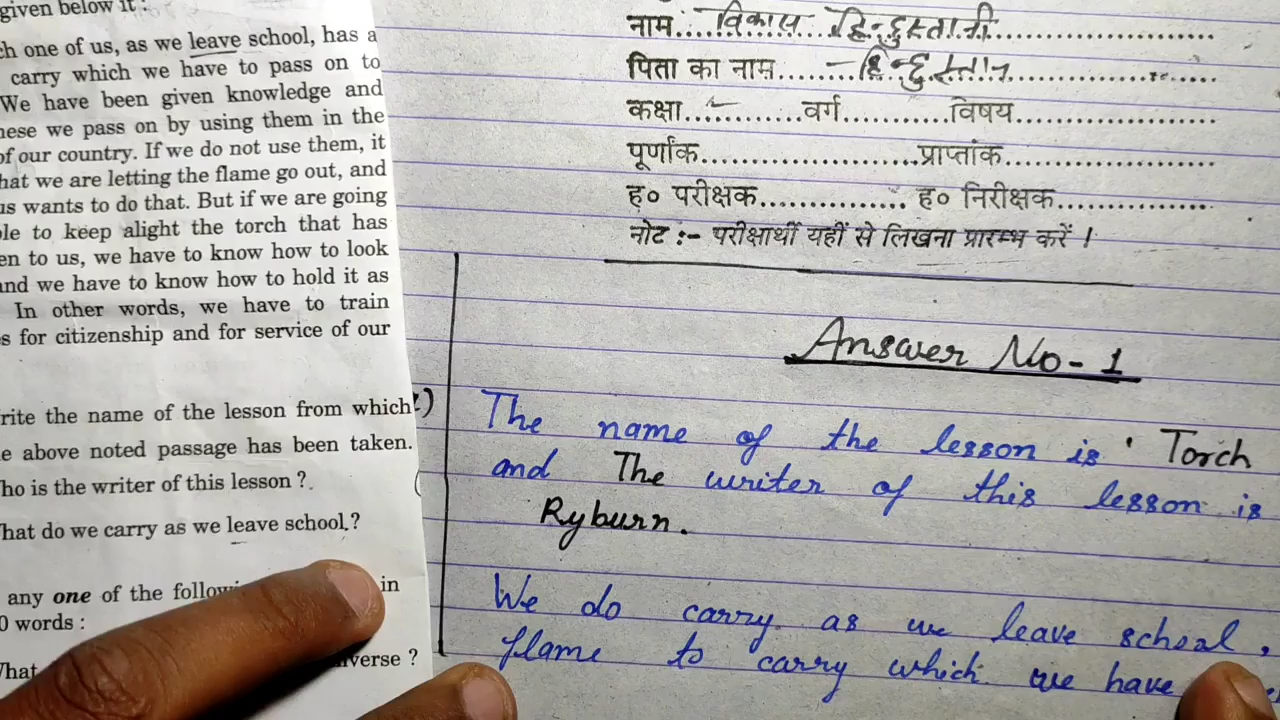 given below it :
ch one of us, as we leave school, has a
carry which we have to pass on to
We have been given knowledge and
hese we pass on by using them in the
of our country. If we do not use them, it
hat we are letting the flame go out, and
us wants to do that. But if we are going
ble to keep alight the torch that has
en to us, we have to know how to look
and we have to know how to hold it as
In other words, we have to train
s for citizenship and for service of our
rite the name of the lesson from which
e above noted passage has been taken.
ho is the writer of this lesson ?
hat do we carry as we leave school.?
any one of the in
0 words :
What verse ?
नाम.... विकास हिन्दुस्तानी
पिता का नाम........ हिन्दुस्तान
कक्षा............वर्ग...........विषय
पूर्णांक......................प्राप्तांक
ह० परीक्षक............... ह० निरीक्षक
नोट :- परीक्षार्थी यहीं से लिखना प्रारम्भ करें ।
Answer No - 1
The name of the lesson is ' Torch
and The writer of this lesson is
Ryburn.
We do carry as we leave school,
flame to carry which we have